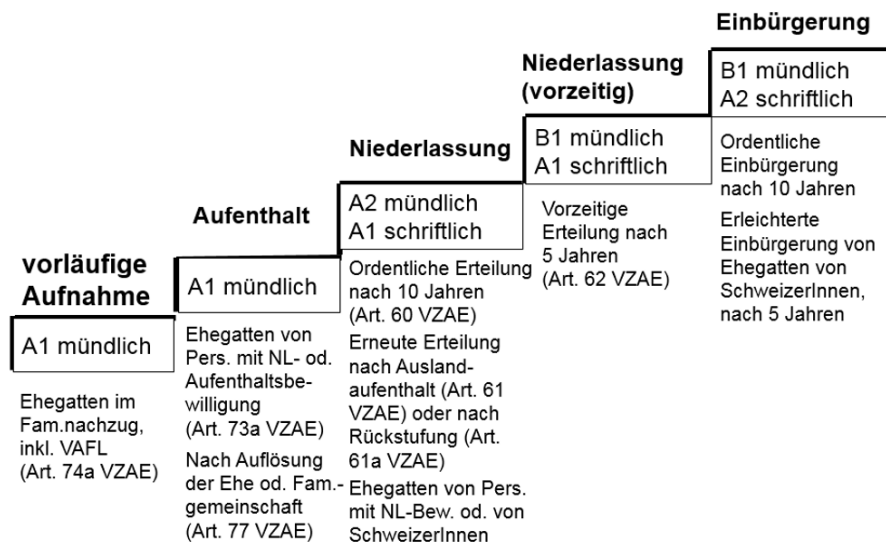 vorläufige
Aufnahme
A1 mündlich
Ehegatten im
Fam.nachzug,
inkl. VAFL
(Art. 74a VZAE)
Aufenthalt
A1 mündlich
Ehegatten von
Pers. mit NL- od.
Aufenthaltsbe-
willigung
(Art. 73a VZAE)
Nach Auflösung
der Ehe od. Fam.-
gemeinschaft
(Art. 77 VZAE)
Niederlassung
A2 mündlich
A1 schriftlich
Ordentliche Erteilung
nach 10 Jahren
(Art. 60 VZAE)
Erneute Erteilung
nach Ausland-
aufenthalt (Art. 61
VZAE) oder nach
Rückstufung (Art.
61a VZAE)
Ehegatten von Pers.
mit NL-Bew. od. von
SchweizerInnen
Niederlassung
(vorzeitig)
B1 mündlich
A1 schriftlich
Vorzeitige
Erteilung nach
5 Jahren
(Art. 62 VZAE)
Einbürgerung
B1 mündlich
A2 schriftlich
Ordentliche
Einbürgerung
nach 10 Jahren
Erleichterte
Einbürgerung von
Ehegatten von
SchweizerInnen,
nach 5 Jahren